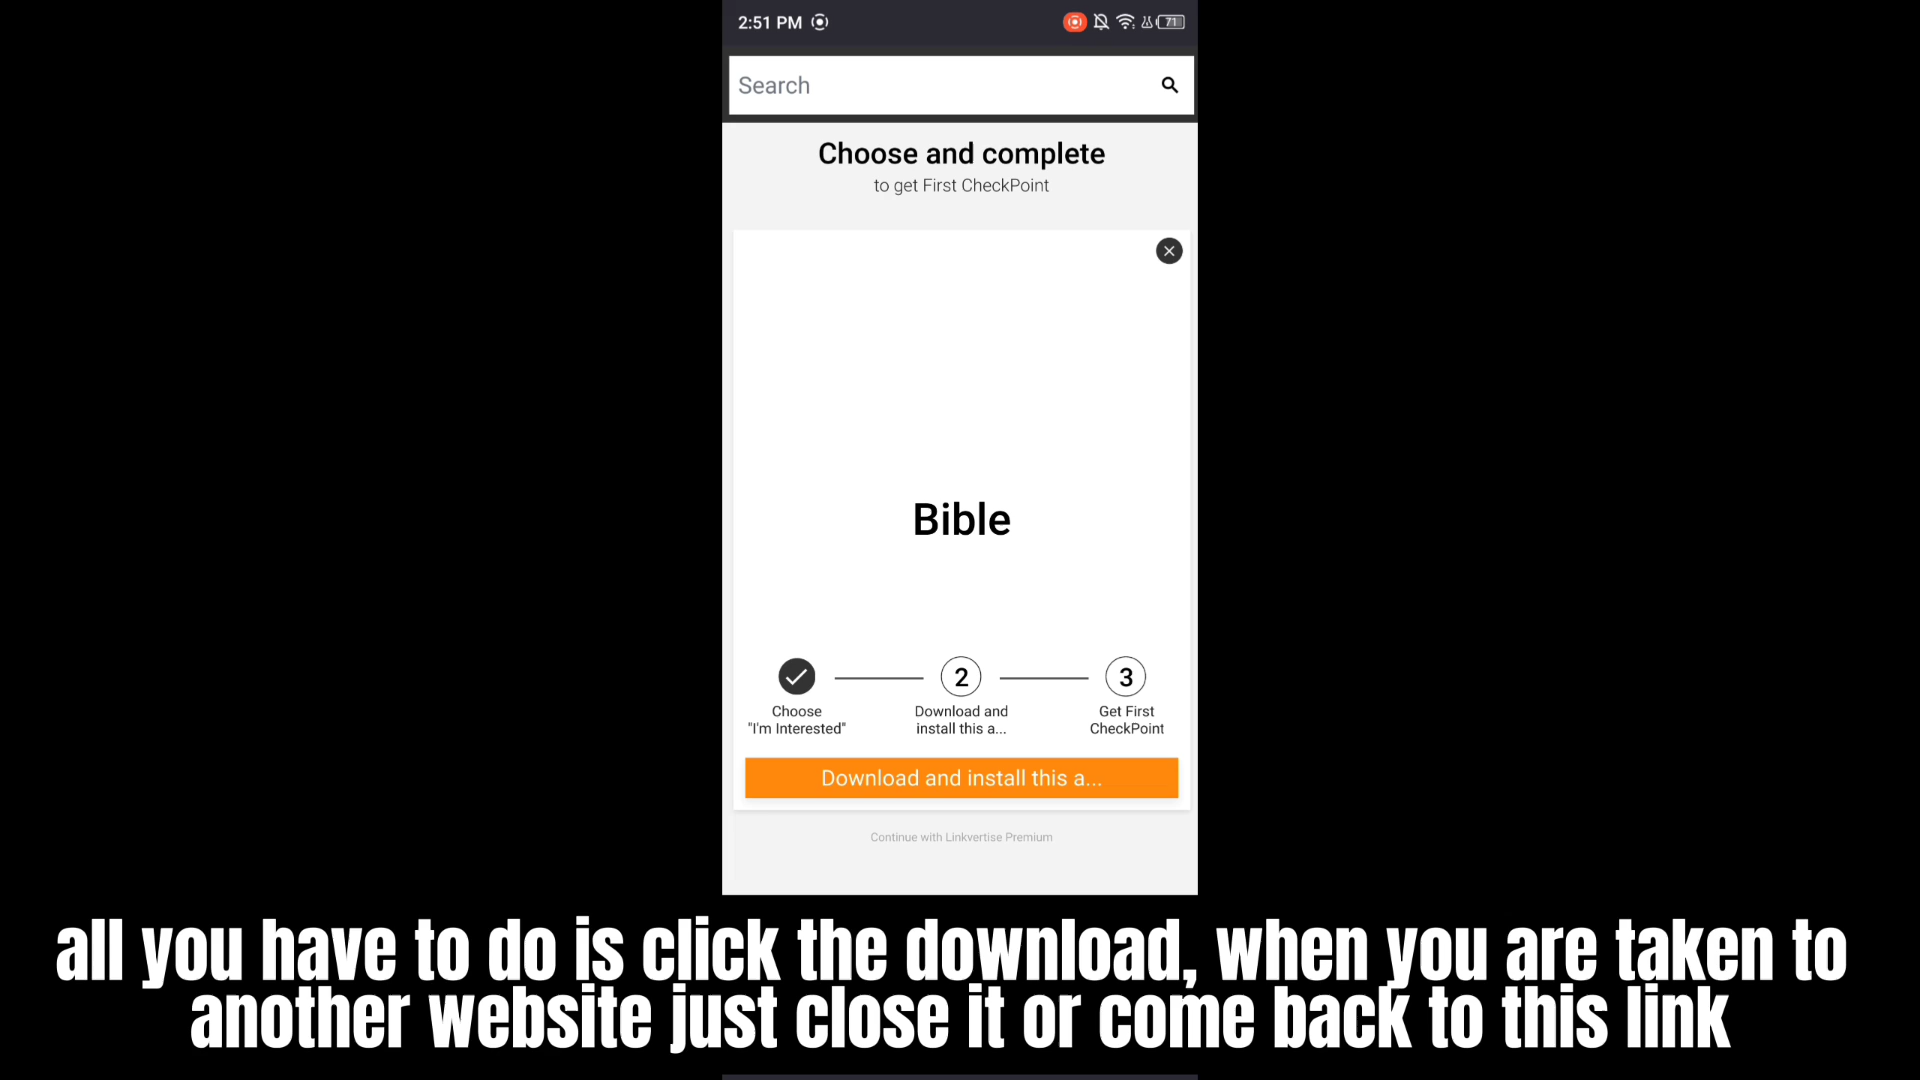 2:51 PM
71
Search
Choose and complete
to get First CheckPoint
Bible
2
3
Choose
"I'm Interested"
Download and
install this a...
Get First
CheckPoint
Download and install this a...
Continue with Linkvertise Premium
all you have to do is click the download, when you are taken to
another website just close it or come back to this link